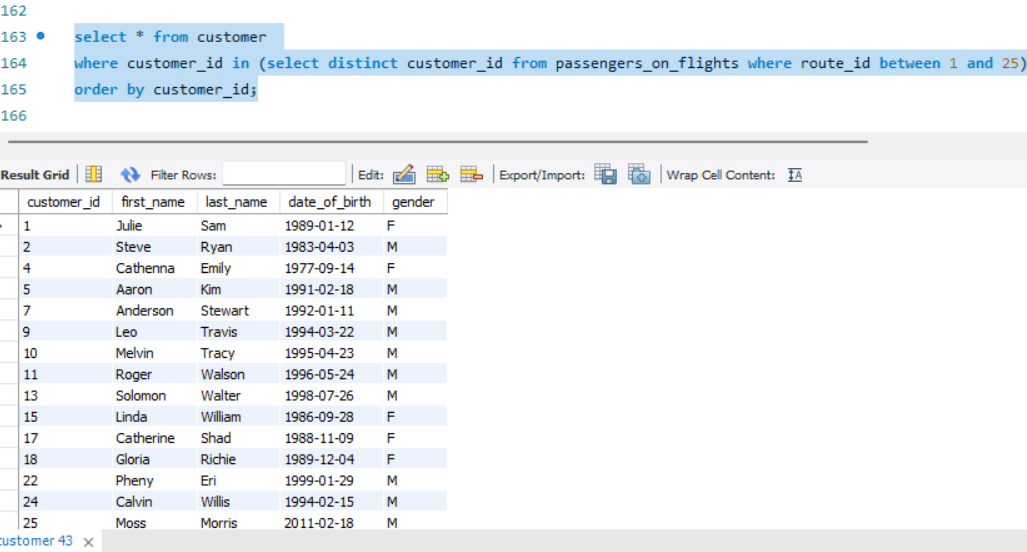 162
163 select * from customer
164 where customer_id in (select distinct customer_id from passengers_on_flights where route_id between 1 and 25)
165 order by customer_id;
166
Result Grid Filter Rows: Edit: Export/Import: Wrap Cell Content: IA
customer_id first_name last_name date_of_birth gender
1 Julie Sam 1989-01-12 F
2 Steve Ryan 1983-04-03 M
4 Cathenna Emily 1977-09-14 F
5 Aaron Kim 1991-02-18 M
7 Anderson Stewart 1992-01-11 M
9 Leo Travis 1994-03-22 M
10 Melvin Tracy 1995-04-23 M
11 Roger Walson 1996-05-24 M
13 Solomon Walter 1998-07-26 M
15 Linda William 1986-09-28 F
17 Catherine Shad 1988-11-09 F
18 Gloria Richie 1989-12-04 F
22 Pheny Eri 1999-01-29 M
24 Calvin Willis 1994-02-15 M
25 Moss Morris 2011-02-18 M
customer 43